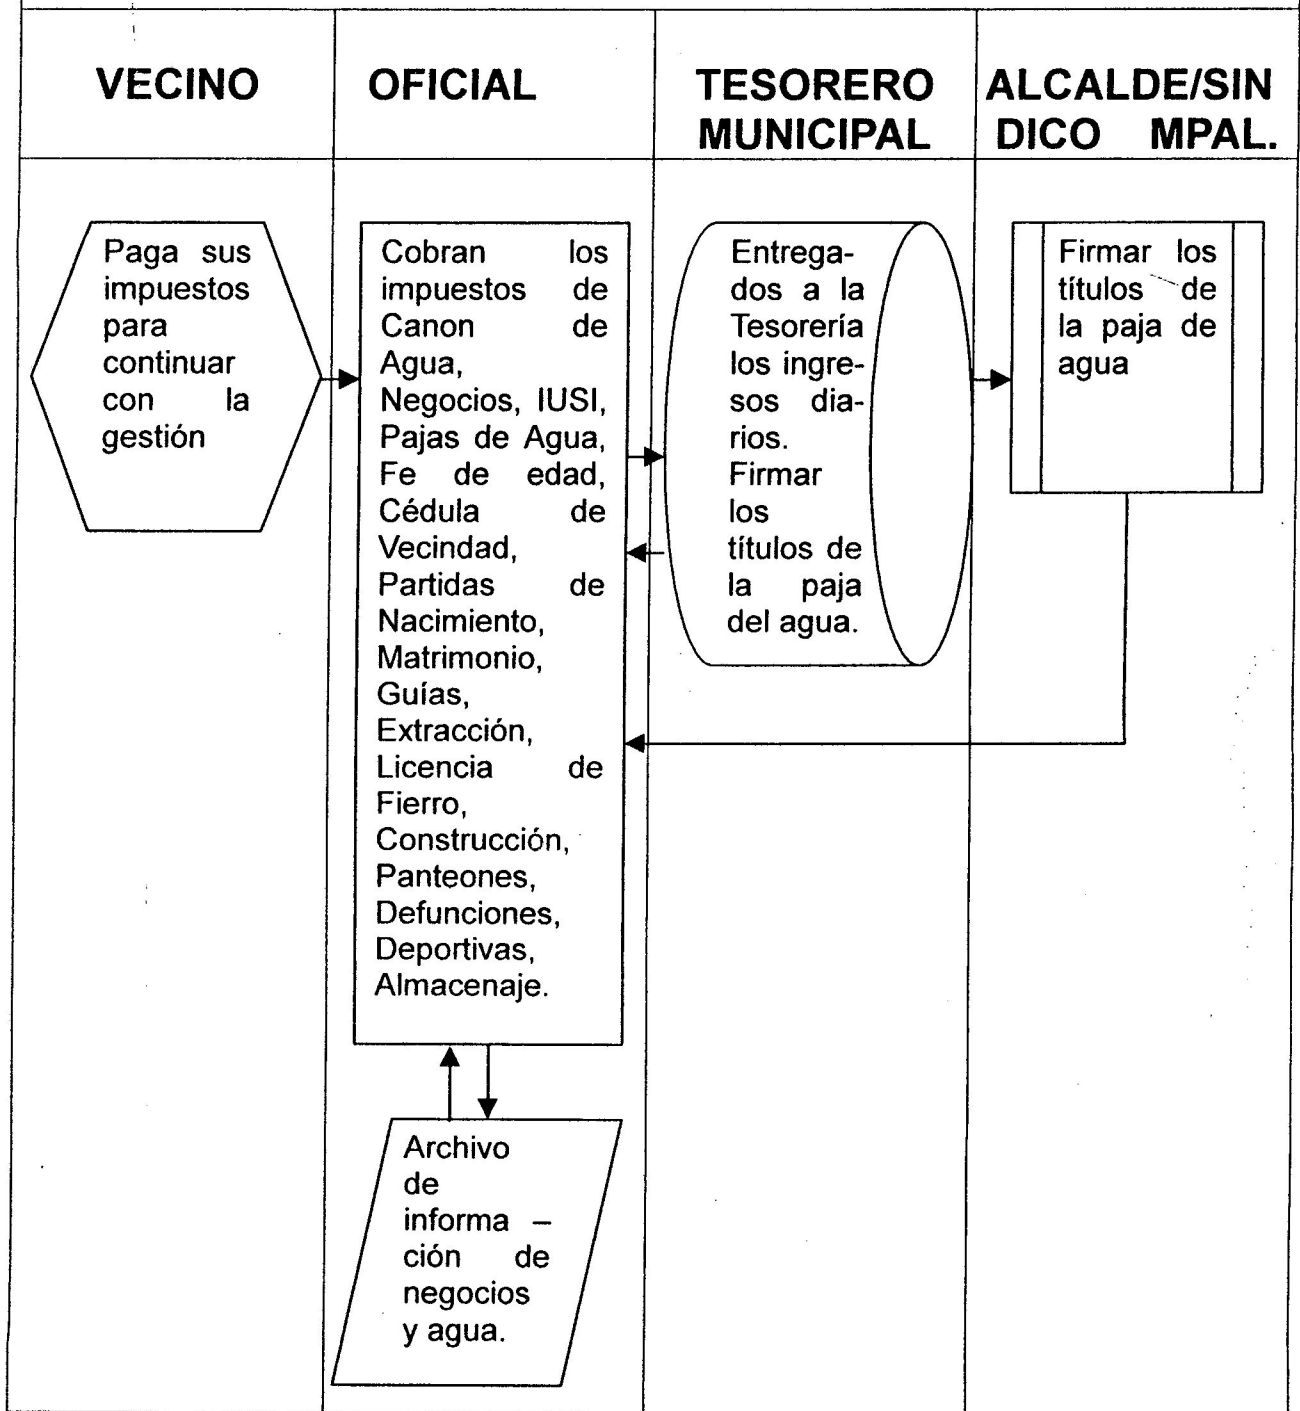 VECINO
OFICIAL
TESORERO
MUNICIPAL
ALCALDE/SIN
DICO MPAL.
Paga sus
impuestos
para
continuar
con la
gestión
Cobran los
impuestos de
Canon de
Agua,
Negocios, IUSI,
Pajas de Agua,
Fe de edad,
Cédula de
Vecindad,
Partidas de
Nacimiento,
Matrimonio,
Guías,
Extracción,
Licencia de
Fierro,
Construcción,
Panteones,
Defunciones,
Deportivas,
Almacenaje.
Entrega-
dos a la
Tesorería
los ingre-
sos dia-
rios.
Firmar
los
títulos de
la paja
del agua.
Firmar los
títulos de
la paja de
agua
Archivo
de
informa –
ción de
negocios
y agua.